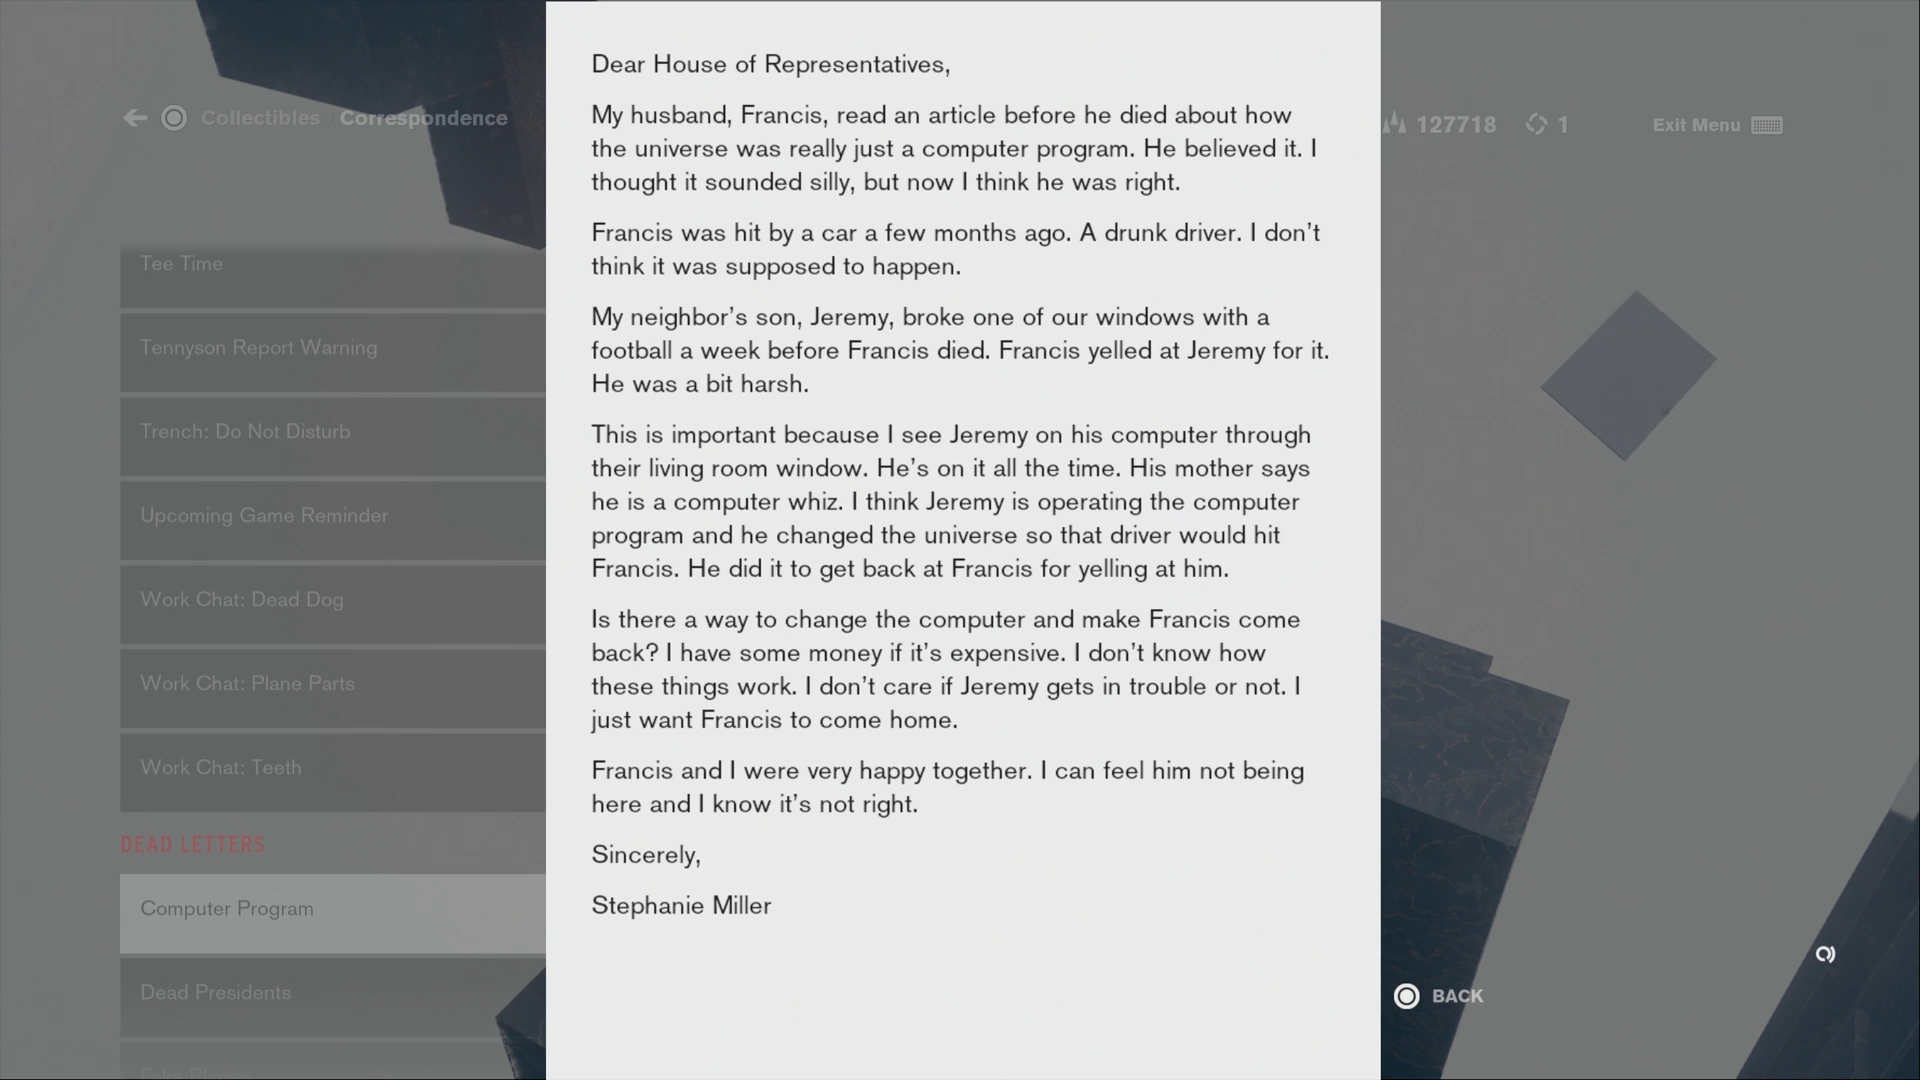 Collectibles / Correspondence
127718
1
Exit Menu
Tee Time
Tennyson Report Warning
Trench: Do Not Disturb
Upcoming Game Reminder
Work Chat: Dead Dog
Work Chat: Plane Parts
Work Chat: Teeth
DEAD LETTERS
Computer Program
Dead Presidents
Dear House of Representatives,
My husband, Francis, read an article before he died about how
the universe was really just a computer program. He believed it. I
thought it sounded silly, but now I think he was right.
Francis was hit by a car a few months ago. A drunk driver. I don’t
think it was supposed to happen.
My neighbor’s son, Jeremy, broke one of our windows with a
football a week before Francis died. Francis yelled at Jeremy for it.
He was a bit harsh.
This is important because I see Jeremy on his computer through
their living room window. He’s on it all the time. His mother says
he is a computer whiz. I think Jeremy is operating the computer
program and he changed the universe so that driver would hit
Francis. He did it to get back at Francis for yelling at him.
Is there a way to change the computer and make Francis come
back? I have some money if it’s expensive. I don’t know how
these things work. I don’t care if Jeremy gets in trouble or not. I
just want Francis to come home.
Francis and I were very happy together. I can feel him not being
here and I know it’s not right.
Sincerely,
Stephanie Miller
BACK